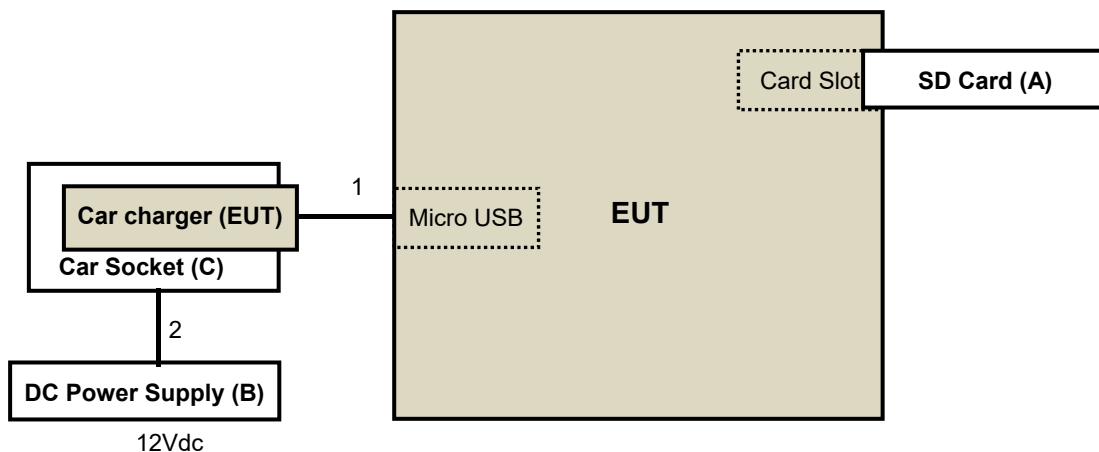 Card Slot
SD Card (A)
1
Car charger (EUT)
Micro USB
EUT
Car Socket (C)
2
DC Power Supply (B)
12Vdc